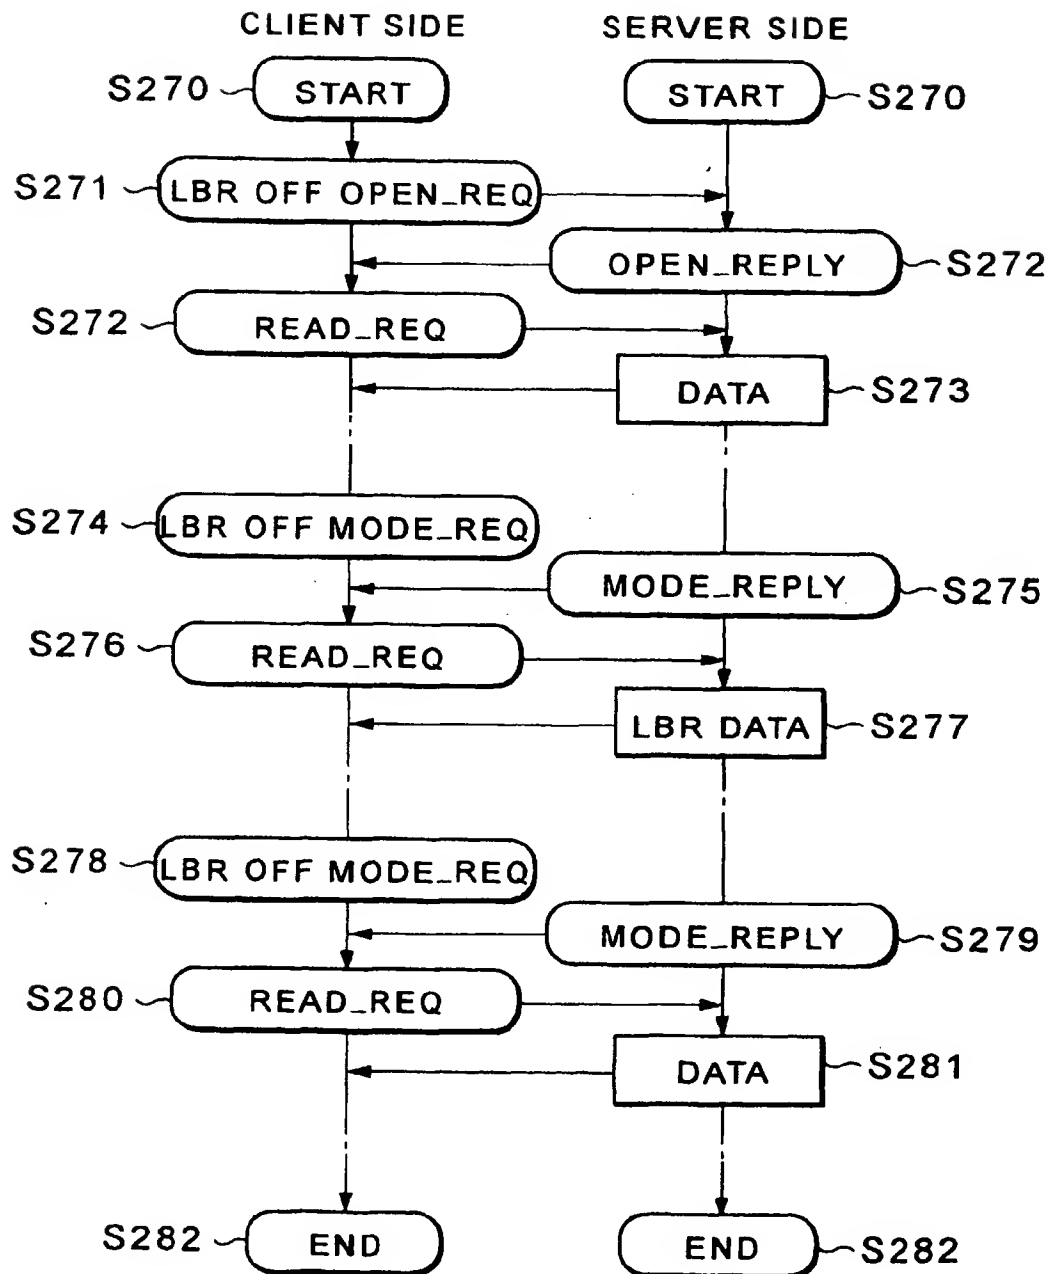 CLIENT SIDE SERVER SIDE
S270 START START S270
S271 LBR OFF OPEN_REQ
OPEN_REPLY S272
S272 READ_REQ
DATA S273
S274 LBR OFF MODE_REQ
MODE_REPLY S275
S276 READ_REQ
LBR DATA S277
S278 LBR OFF MODE_REQ
MODE_REPLY S279
S280 READ_REQ
DATA S281
S282 END END S282